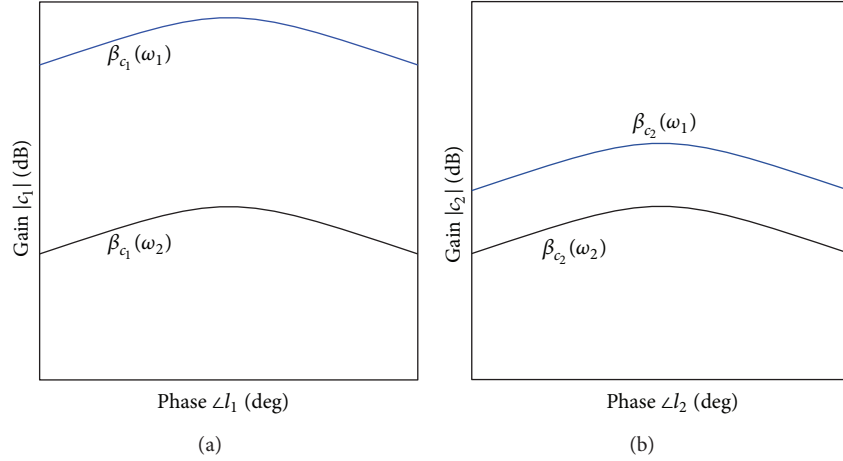 β_{c_1}(ω_1)
β_{c_1}(ω_2)
Gain |c_1| (dB)
Phase ∠l_1 (deg)
(a)
β_{c_2}(ω_1)
β_{c_2}(ω_2)
Gain |c_2| (dB)
Phase ∠l_2 (deg)
(b)